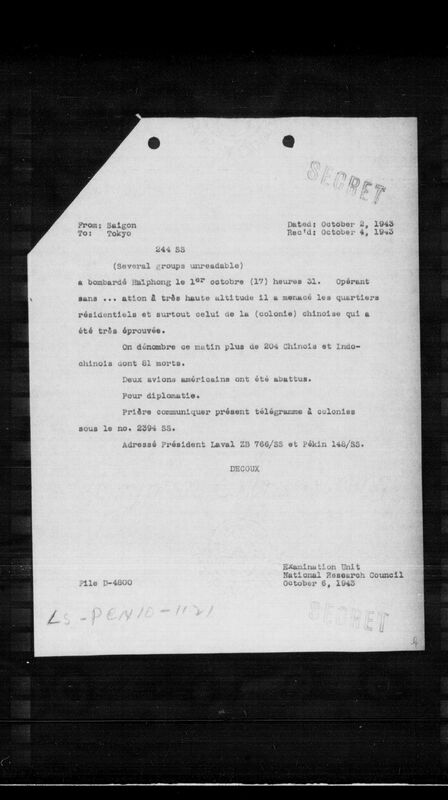 SECRET
From: Saigon
To: Tokyo
Dated: October 2, 1943
Rec'd: October 4, 1943
244 SS
(Several groups unreadable)
a bombardé Haïphong le 1er octobre (17) heures 31. Opérant
sans ... ation à très haute altitude il a menacé les quartiers
résidentiels et surtout celui de la (colonie) chinoise qui a
été très éprouvée.
On dénombre ce matin plus de 204 Chinois et Indo-
chinois dont 81 morts.
Deux avions américains ont été abattus.
Pour diplomatie.
Prière communiquer présent télégramme à colonies
sous le no. 2394 SS.
Adressé Président Laval ZB 766/SS et Pékin 148/SS.
DECOUX
Examination Unit
National Research Council
October 6, 1943
File D-4800
LS-PEN10-1121
SECRET